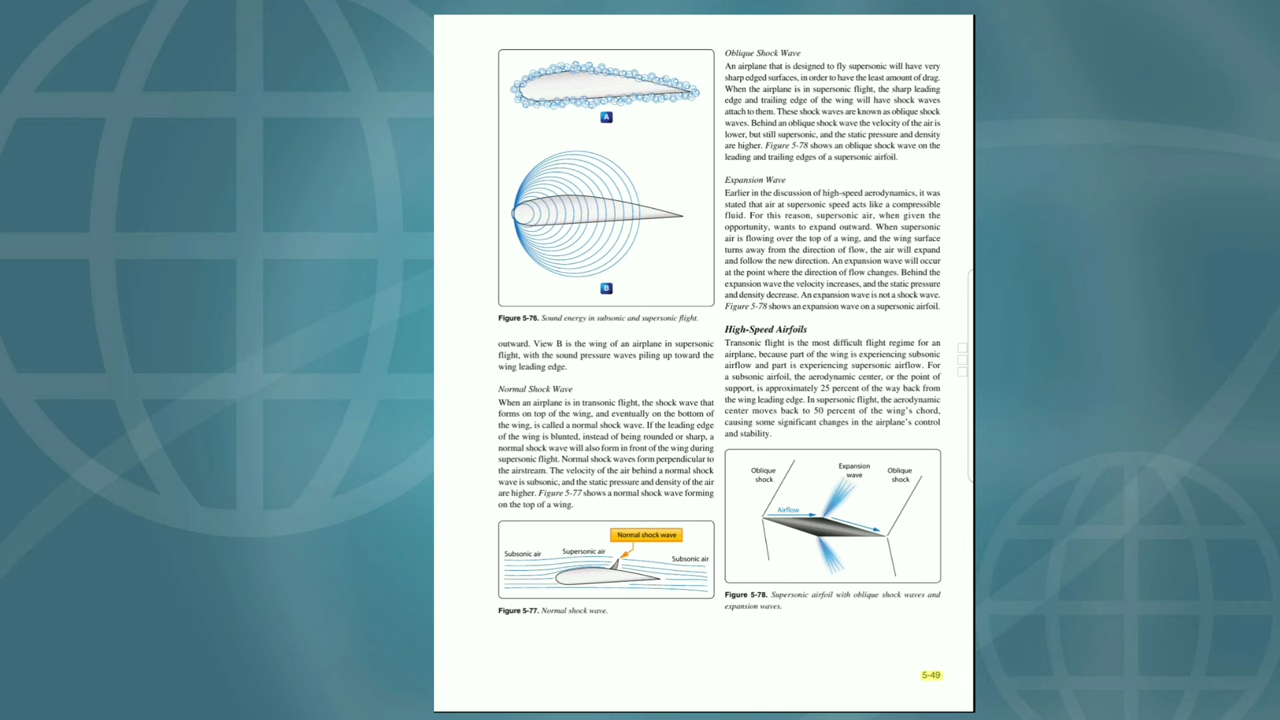 A
B
Figure 5-76. Sound energy in subsonic and supersonic flight.
outward. View B is the wing of an airplane in supersonic
flight, with the sound pressure waves piling up toward the
wing leading edge.
Normal Shock Wave
When an airplane is in transonic flight, the shock wave that
forms on top of the wing, and eventually on the bottom of
the wing, is called a normal shock wave. If the leading edge
of the wing is blunted, instead of being rounded or sharp, a
normal shock wave will also form in front of the wing during
supersonic flight. Normal shock waves form perpendicular to
the airstream. The velocity of the air behind a normal shock
wave is subsonic, and the static pressure and density of the air
are higher. Figure 5-77 shows a normal shock wave forming
on the top of a wing.
Normal shock wave
Subsonic air
Supersonic air
Subsonic air
Figure 5-77. Normal shock wave.
Oblique Shock Wave
An airplane that is designed to fly supersonic will have very
sharp edged surfaces, in order to have the least amount of drag.
When the airplane is in supersonic flight, the sharp leading
edge and trailing edge of the wing will have shock waves
attach to them. These shock waves are known as oblique shock
waves. Behind an oblique shock wave the velocity of the air is
lower, but still supersonic, and the static pressure and density
are higher. Figure 5-78 shows an oblique shock wave on the
leading and trailing edges of a supersonic airfoil.
Expansion Wave
Earlier in the discussion of high-speed aerodynamics, it was
stated that air at supersonic speed acts like a compressible
fluid. For this reason, supersonic air, when given the
opportunity, wants to expand outward. When supersonic
air is flowing over the top of a wing, and the wing surface
turns away from the direction of flow, the air will expand
and follow the new direction. An expansion wave will occur
at the point where the direction of flow changes. Behind the
expansion wave the velocity increases, and the static pressure
and density decrease. An expansion wave is not a shock wave.
Figure 5-78 shows an expansion wave on a supersonic airfoil.
High-Speed Airfoils
Transonic flight is the most difficult flight regime for an
airplane, because part of the wing is experiencing subsonic
airflow and part is experiencing supersonic airflow. For
a subsonic airfoil, the aerodynamic center, or the point of
support, is approximately 25 percent of the way back from
the wing leading edge. In supersonic flight, the aerodynamic
center moves back to 50 percent of the wing's chord,
causing some significant changes in the airplane's control
and stability.
Oblique
shock
Expansion
wave
Oblique
shock
Airflow
Figure 5-78. Supersonic airfoil with oblique shock waves and
expansion waves.
5-49